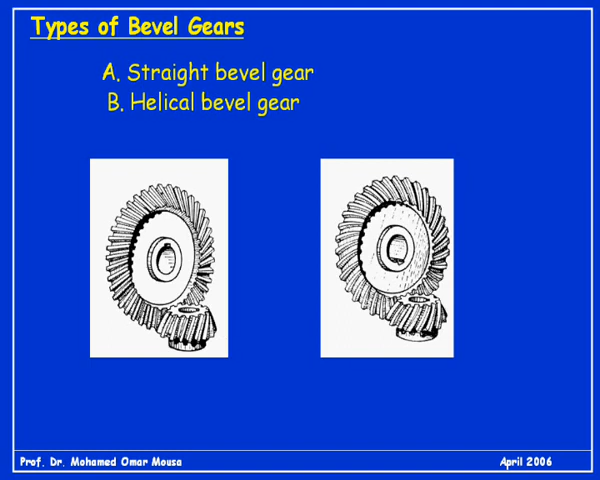 Types of Bevel Gears
A. Straight bevel gear
B. Helical bevel gear
Prof. Dr. Mohamed Omar Mousa
April 2006